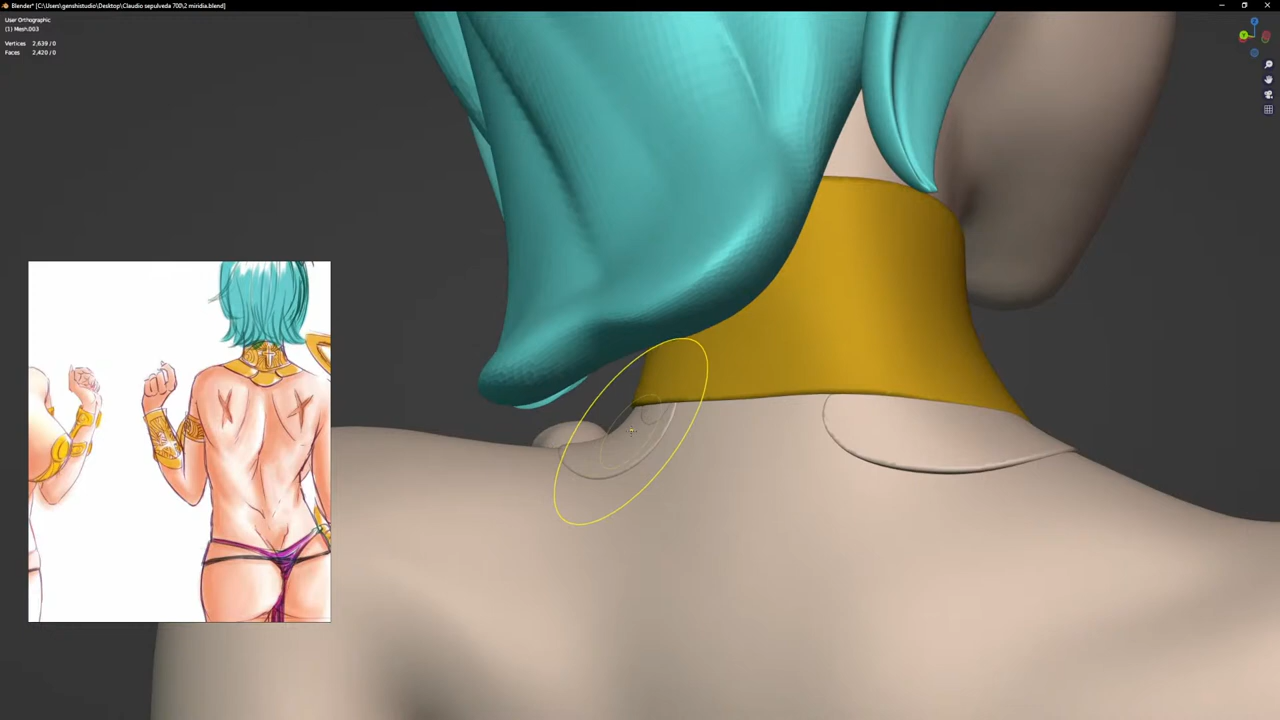 Blender* [C:\Users\genshistudio\Desktop\Claudio sepulveda 700\2 miridia.blend]
User Orthographic
(1) Mesh.003
Vertices 2,639/0
Faces 2,420/0
Z
Y